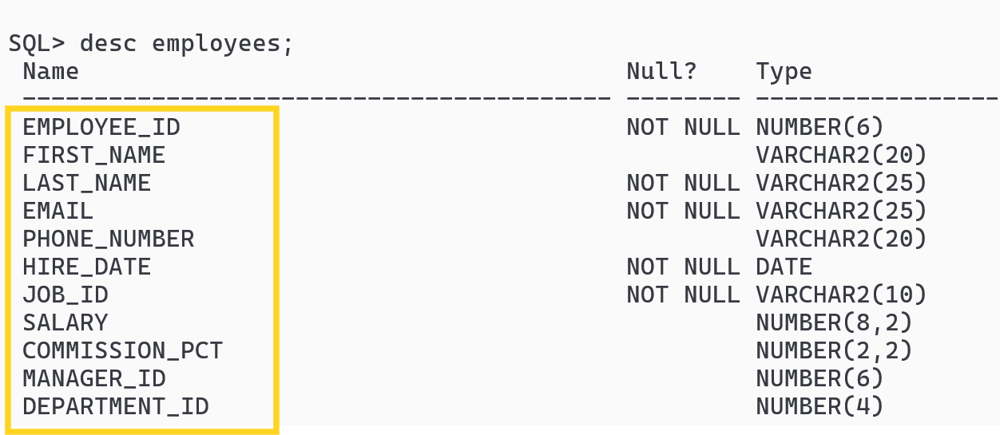 SQL> desc employees;
Name Null? Type
----------------------------------------- -------- -----------------
EMPLOYEE_ID NOT NULL NUMBER(6)
FIRST_NAME VARCHAR2(20)
LAST_NAME NOT NULL VARCHAR2(25)
EMAIL NOT NULL VARCHAR2(25)
PHONE_NUMBER VARCHAR2(20)
HIRE_DATE NOT NULL DATE
JOB_ID NOT NULL VARCHAR2(10)
SALARY NUMBER(8,2)
COMMISSION_PCT NUMBER(2,2)
MANAGER_ID NUMBER(6)
DEPARTMENT_ID NUMBER(4)